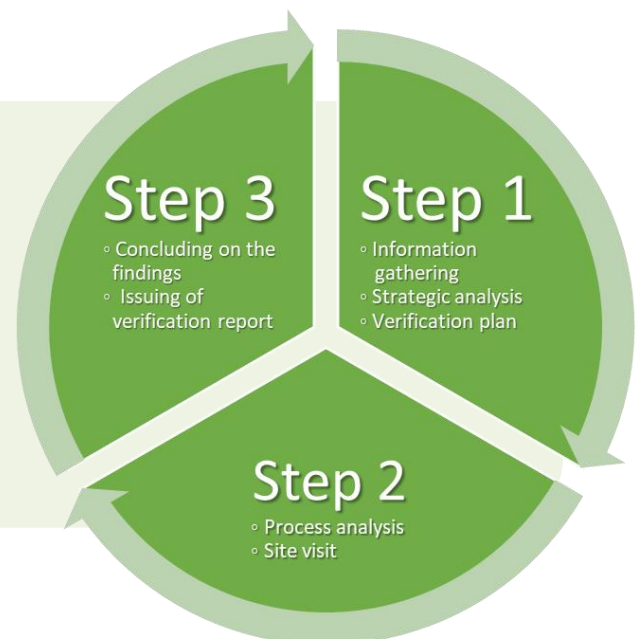 Step 1
◦ Information
gathering
◦ Strategic analysis
◦ Verification plan
Step 2
◦ Process analysis
◦ Site visit
Step 3
◦ Concluding on the
findings
◦ Issuing of
verification report